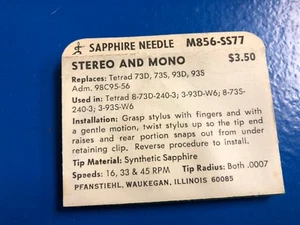 SAPPHIRE NEEDLE M856-SS77
STEREO AND MONO $3.50
Replaces: Tetrad 73D, 73S, 93D, 93S
Adm. 98C95-56
Used in: Tetrad 8-73D-240-3; 3-93D-W6; 8-73S-
240-3; 3-93S-W6
Installation: Grasp stylus with fingers and with
a gentle motion, twist stylus up so the tip end
raises and rear portion snaps out from under
retaining clip. Reverse procedure to install.
Tip Material: Synthetic Sapphire
Speeds: 16, 33 & 45 RPM Tip Radius: Both .0007
PFANSTIEHL, WAUKEGAN, ILLINOIS 60085